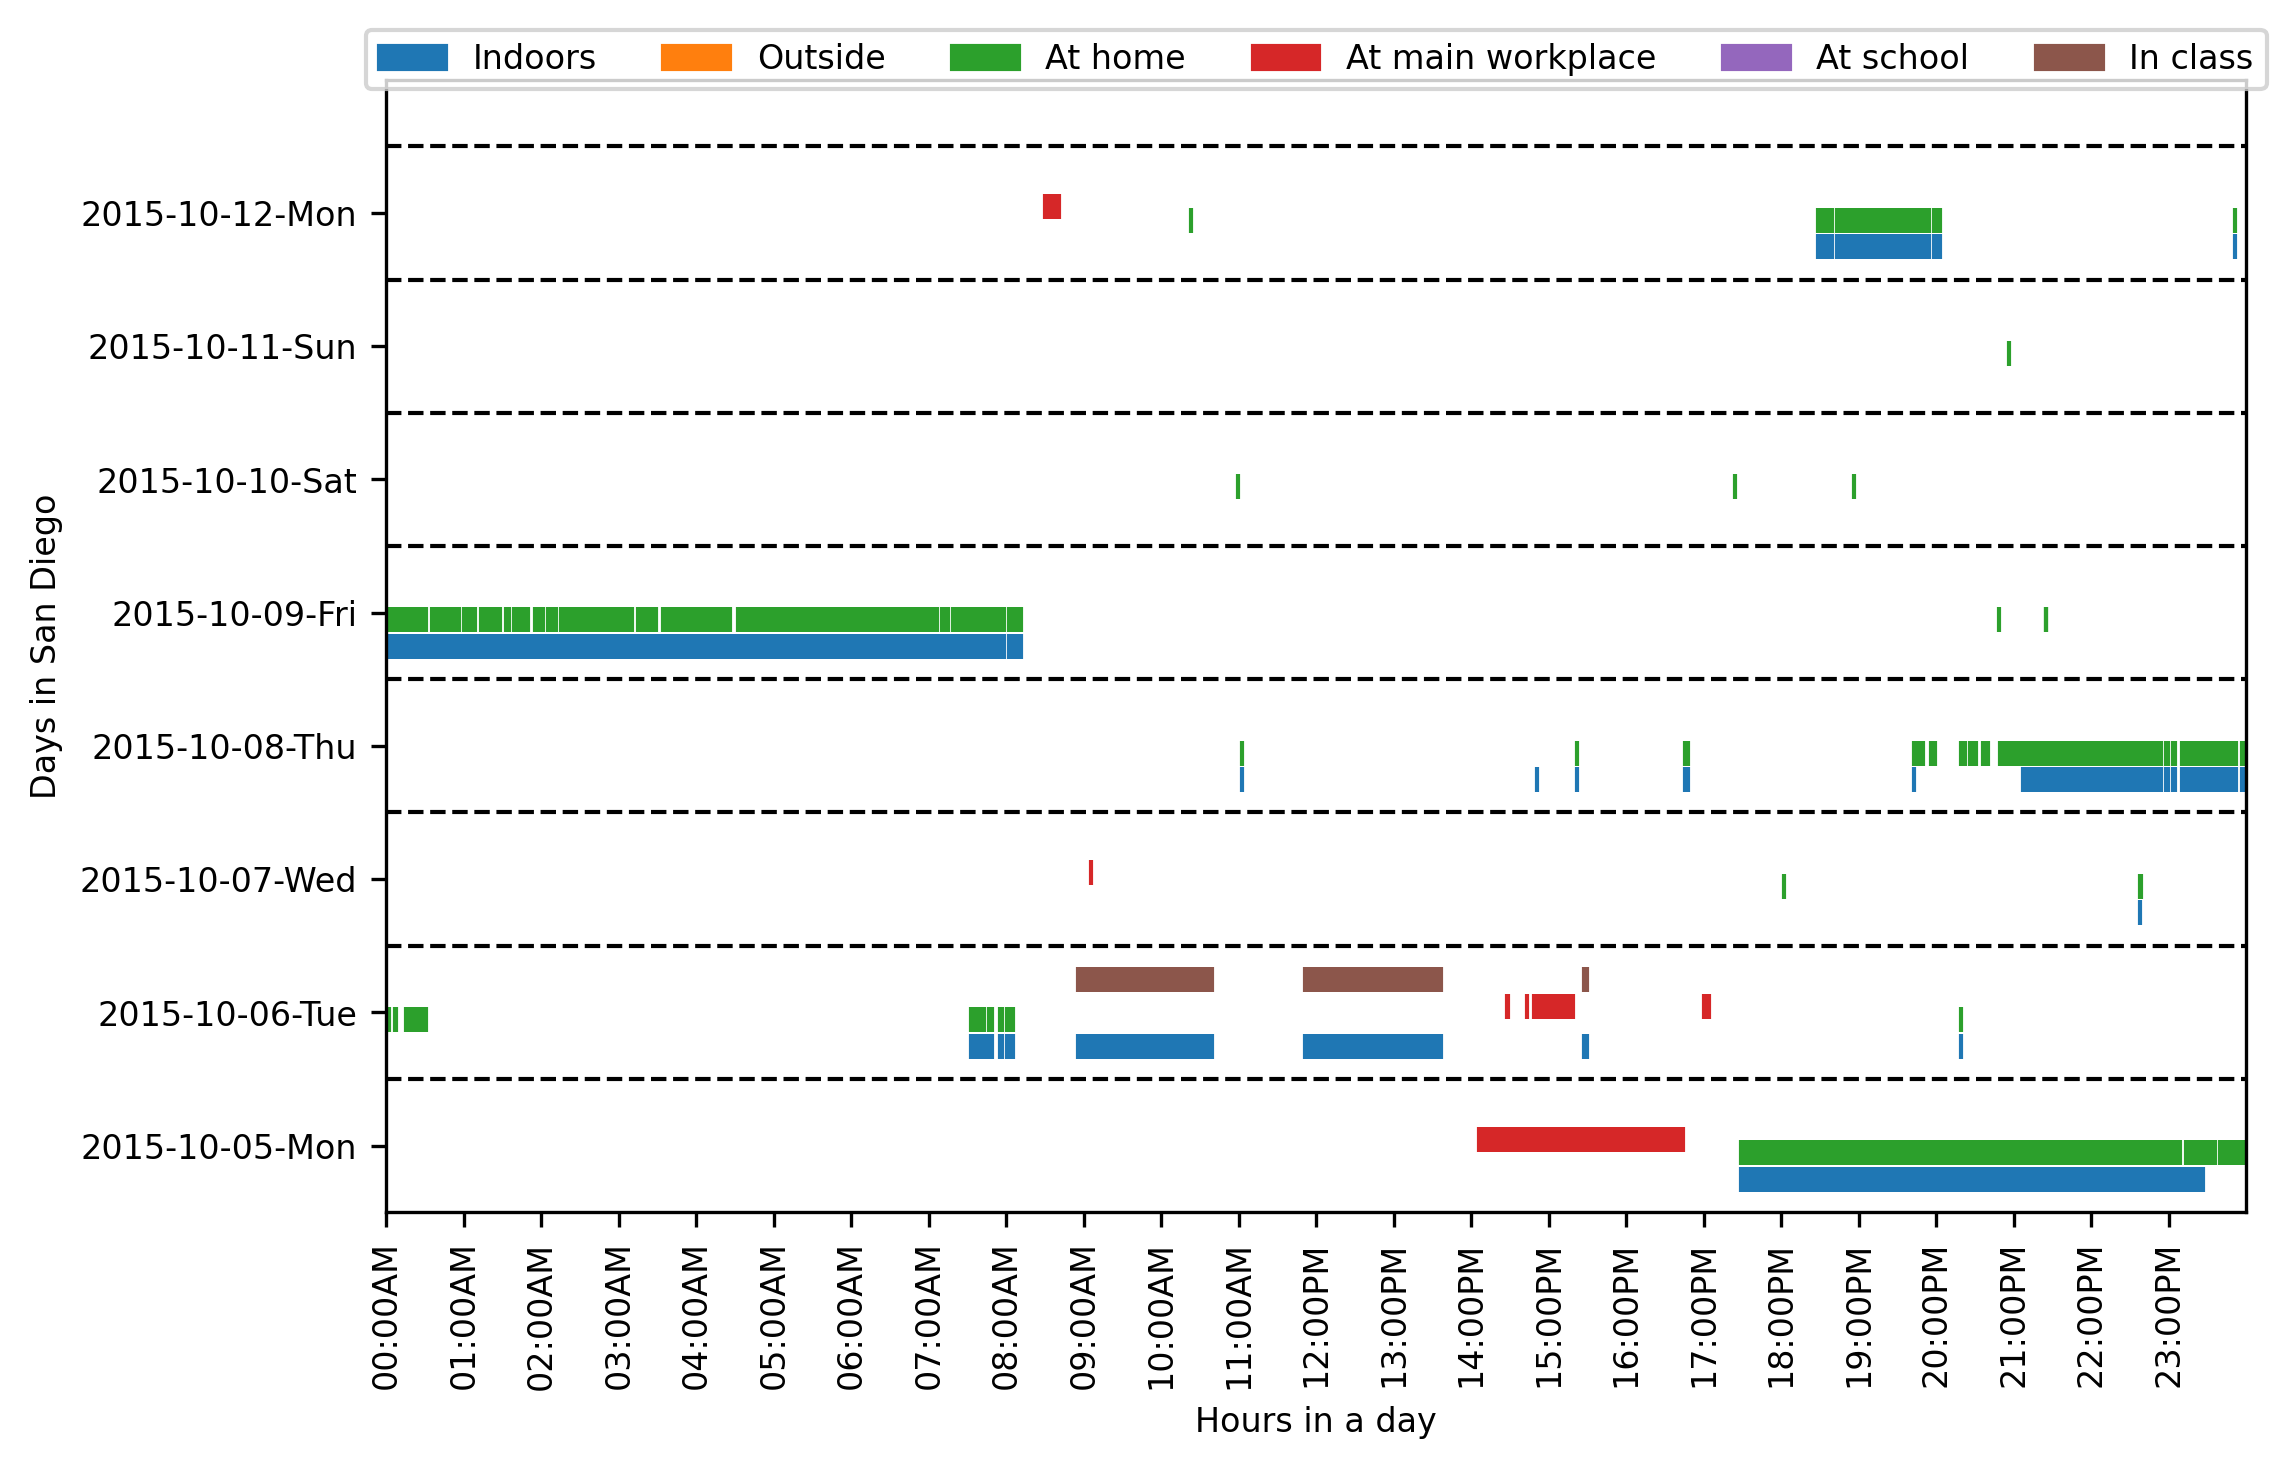 Indoors Outside At home At main workplace At school In class
2015-10-12-Mon
2015-10-11-Sun
2015-10-10-Sat
2015-10-09-Fri
2015-10-08-Thu
2015-10-07-Wed
2015-10-06-Tue
2015-10-05-Mon
Days in San Diego
00:00AM
01:00AM
02:00AM
03:00AM
04:00AM
05:00AM
06:00AM
07:00AM
08:00AM
09:00AM
10:00AM
11:00AM
12:00PM
13:00PM
14:00PM
15:00PM
16:00PM
17:00PM
18:00PM
19:00PM
20:00PM
21:00PM
22:00PM
23:00PM
Hours in a day